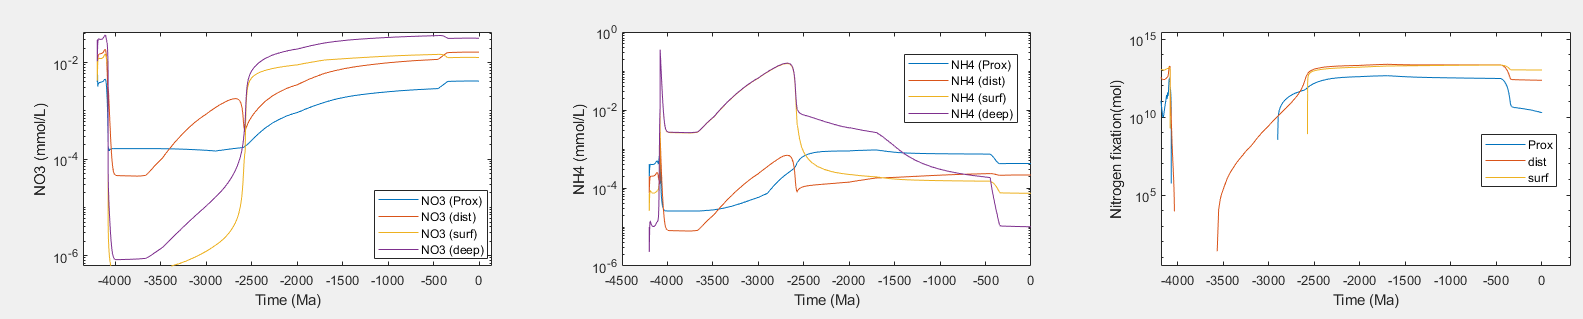 NO3 (mmol/L)
10^-2
10^-4
10^-6
-4000 -3500 -3000 -2500 -2000 -1500 -1000 -500 0
Time (Ma)
NO3 (Prox)
NO3 (dist)
NO3 (surf)
NO3 (deep)
NH4 (mmol/L)
10^0
10^-2
10^-4
10^-6
-4500 -4000 -3500 -3000 -2500 -2000 -1500 -1000 -500 0
Time (Ma)
NH4 (Prox)
NH4 (dist)
NH4 (surf)
NH4 (deep)
Nitrogen fixation(mol)
10^15
10^10
10^5
-4000 -3500 -3000 -2500 -2000 -1500 -1000 -500 0
Time (Ma)
Prox
dist
surf